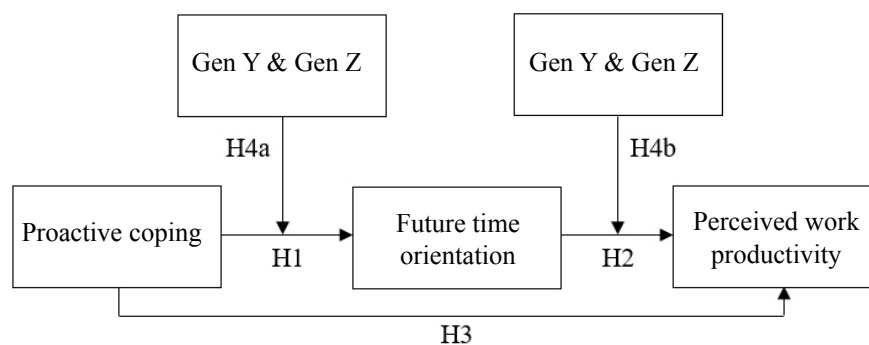 Gen Y & Gen Z
Gen Y & Gen Z
H4a
H4b
Proactive coping
H1
Future time
orientation
H2
Perceived work
productivity
H3